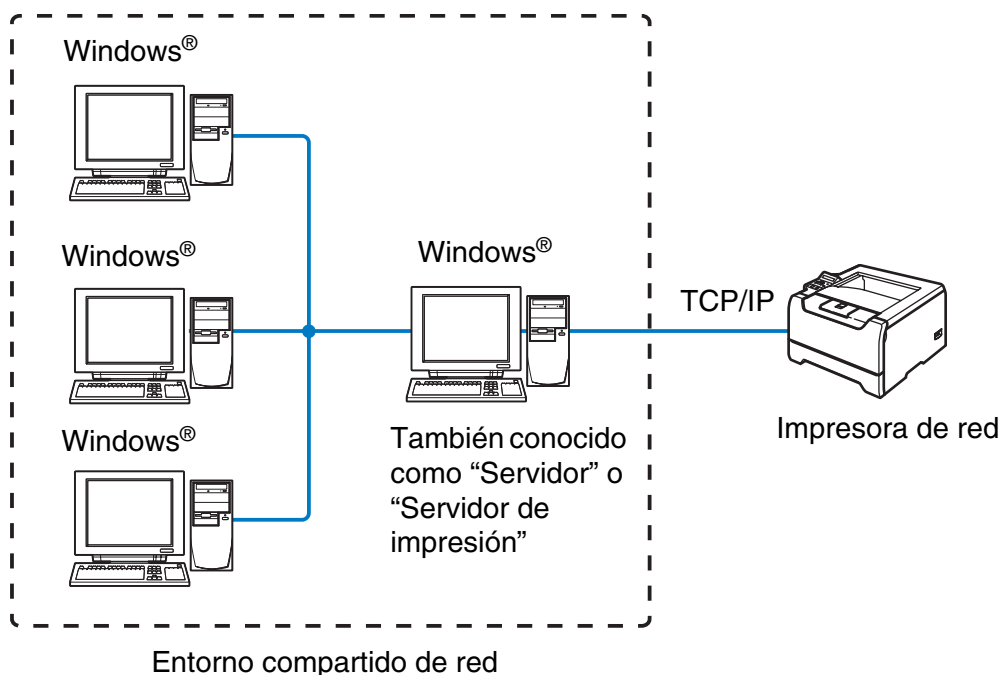 Windows®
Windows®
Windows®
Windows®
También conocido
como “Servidor” o
“Servidor de
impresión”
TCP/IP
Impresora de red
Entorno compartido de red